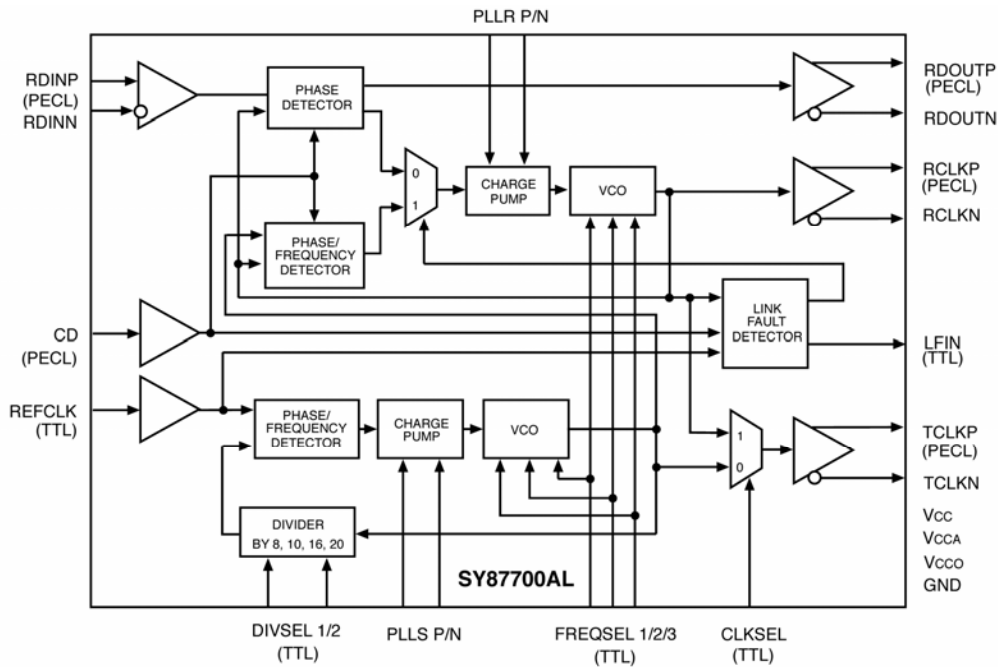 PLLR P/N
RDINP
(PECL)
RDINN
PHASE
DETECTOR
RDOUTP
(PECL)
RDOUTN
0
1
CHARGE
PUMP
VCO
RCLKP
(PECL)
RCLKN
PHASE/
FREQUENCY
DETECTOR
CD
(PECL)
LINK
FAULT
DETECTOR
LFIN
(TTL)
REFCLK
(TTL)
PHASE/
FREQUENCY
DETECTOR
CHARGE
PUMP
VCO
1
0
TCLKP
(PECL)
TCLKN
VCC
VCCA
VCCO
GND
DIVIDER
BY 8, 10, 16, 20
SY87700AL
DIVSEL 1/2
(TTL)
PLLS P/N
FREQSEL 1/2/3
(TTL)
CLKSEL
(TTL)